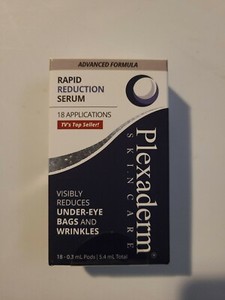 ADVANCED FORMULA
RAPID
REDUCTION
SERUM
18 APPLICATIONS
TV's Top Seller!
Plexaderm®
SKINCARE
VISIBLY
REDUCES
UNDER-EYE
BAGS AND
WRINKLES
18 - 0.3 mL Pods | 5.4 mL Total